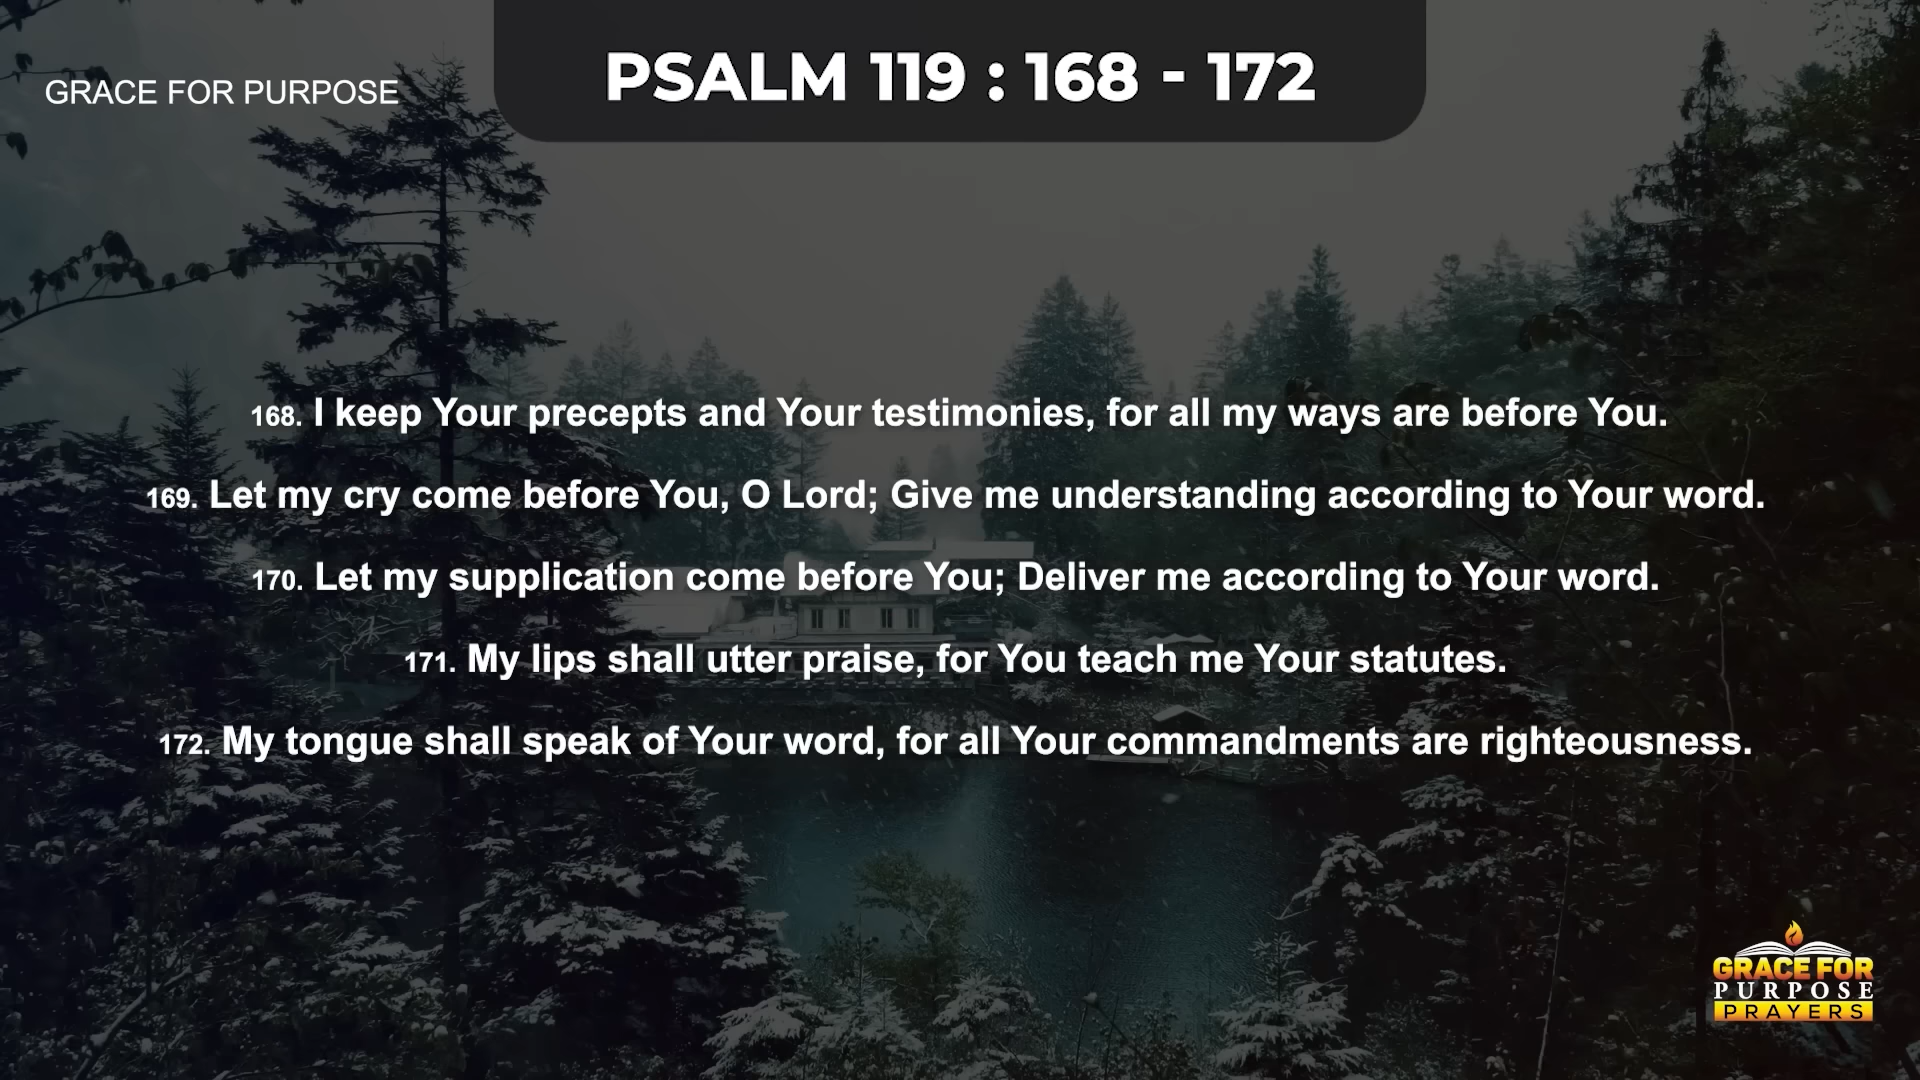 GRACE FOR PURPOSE
PSALM 119 : 168 - 172
168. I keep Your precepts and Your testimonies, for all my ways are before You.
169. Let my cry come before You, O Lord; Give me understanding according to Your word.
170. Let my supplication come before You; Deliver me according to Your word.
171. My lips shall utter praise, for You teach me Your statutes.
172. My tongue shall speak of Your word, for all Your commandments are righteousness.
GRACE FOR
PURPOSE
PRAYERS